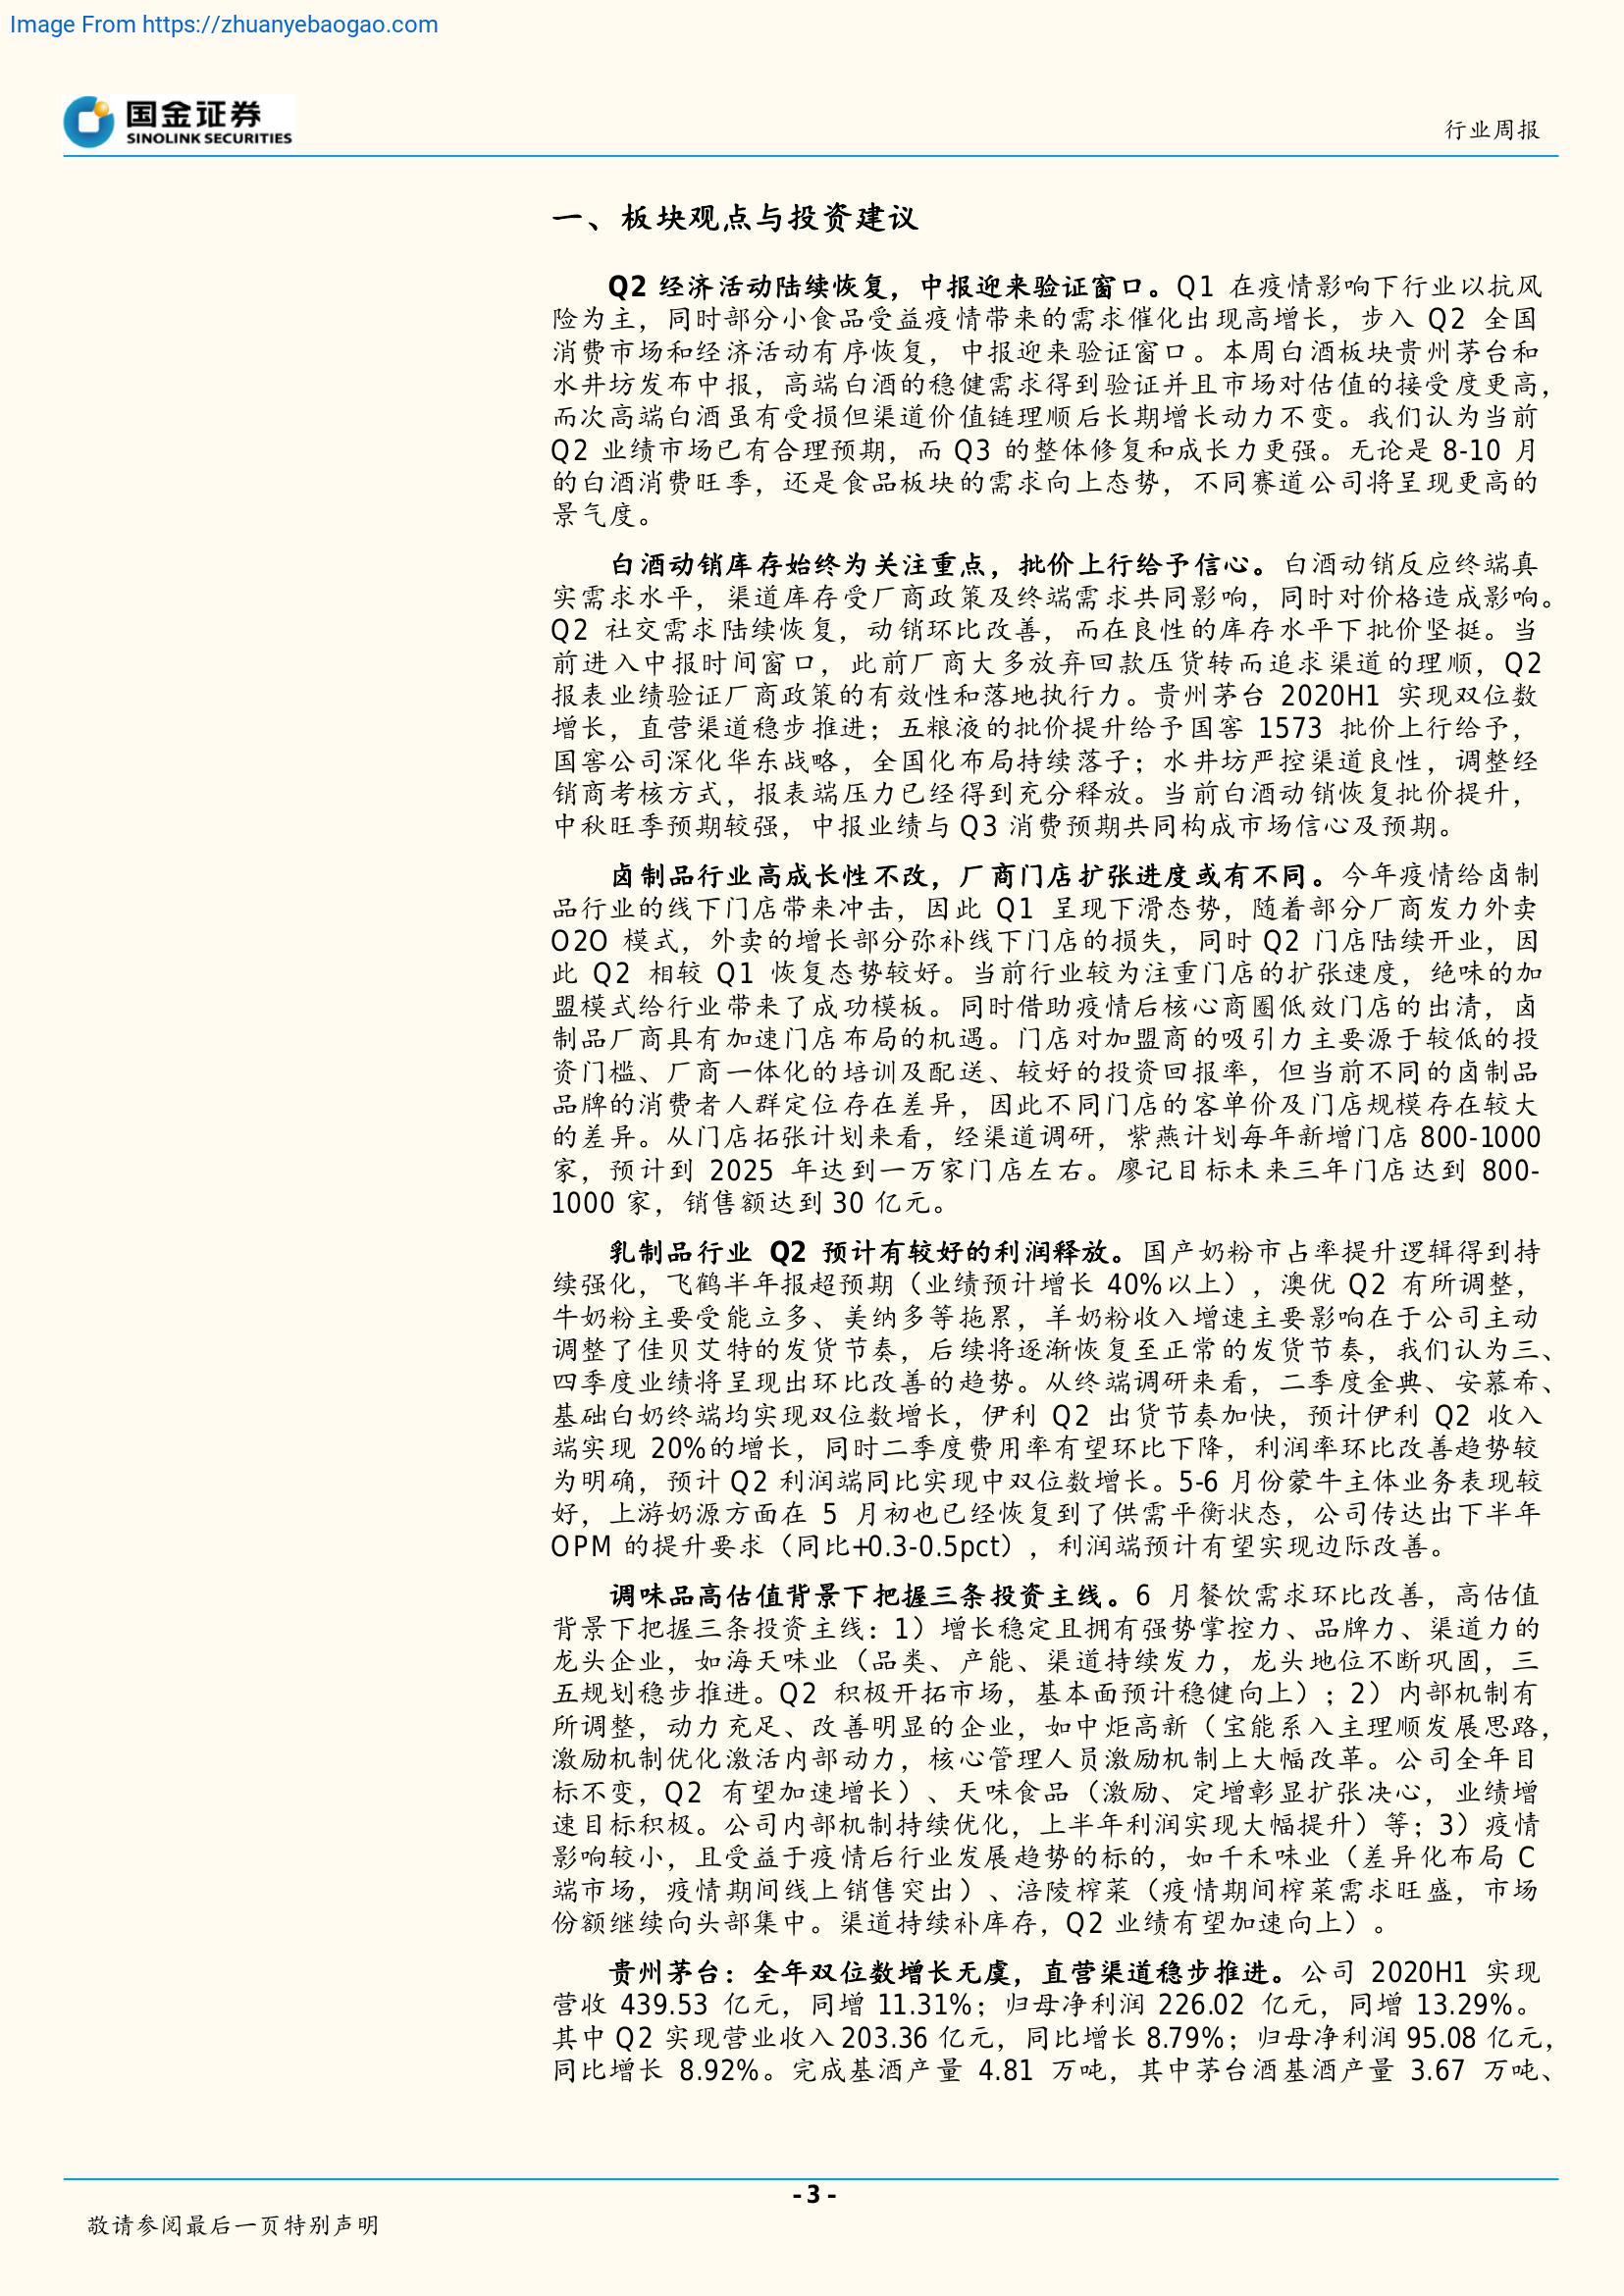 Image From https://zhuanyebaogao.com
国金证券
SINOLINK SECURITIES
行业周报
一、板块观点与投资建议
Q2 经济活动陆续恢复，中报迎来验证窗口。Q1 在疫情影响下行业以抗风
险为主，同时部分小食品受益疫情带来的需求催化出现高增长，步入 Q2 全国
消费市场和经济活动有序恢复，中报迎来验证窗口。本周白酒板块贵州茅台和
水井坊发布中报，高端白酒的稳健需求得到验证并且市场对估值的接受度更高，
而次高端白酒虽有受损但渠道价值链理顺后长期增长动力不变。我们认为当前
Q2 业绩市场已有合理预期，而 Q3 的整体修复和成长力更强。无论是 8-10 月
的白酒消费旺季，还是食品板块的需求向上态势，不同赛道公司将呈现更高的
景气度。
白酒动销库存始终为关注重点，批价上行给予信心。白酒动销反应终端真
实需求水平，渠道库存受厂商政策及终端需求共同影响，同时对价格造成影响。
Q2 社交需求陆续恢复，动销环比改善，而在良性的库存水平下批价坚挺。当
前进入中报时间窗口，此前厂商大多放弃回款压货转而追求渠道的理顺，Q2
报表业绩验证厂商政策的有效性和落地执行力。贵州茅台 2020H1 实现双位数
增长，直营渠道稳步推进；五粮液的批价提升给予国窖 1573 批价上行给予，
国窖公司深化华东战略，全国化布局持续落子；水井坊严控渠道良性，调整经
销商考核方式，报表端压力已经得到充分释放。当前白酒动销恢复批价提升，
中秋旺季预期较强，中报业绩与 Q3 消费预期共同构成市场信心及预期。
卤制品行业高成长性不改，厂商门店扩张进度或有不同。今年疫情给卤制
品行业的线下门店带来冲击，因此 Q1 呈现下滑态势，随着部分厂商发力外卖
O2O 模式，外卖的增长部分弥补线下门店的损失，同时 Q2 门店陆续开业，因
此 Q2 相较 Q1 恢复态势较好。当前行业较为注重门店的扩张速度，绝味的加
盟模式给行业带来了成功模板。同时借助疫情后核心商圈低效门店的出清，卤
制品厂商具有加速门店布局的机遇。门店对加盟商的吸引力主要源于较低的投
资门槛、厂商一体化的培训及配送、较好的投资回报率，但当前不同的卤制品
品牌的消费者人群定位存在差异，因此不同门店的客单价及门店规模存在较大
的差异。从门店拓张计划来看，经渠道调研，紫燕计划每年新增门店 800-1000
家，预计到 2025 年达到一万家门店左右。廖记目标未来三年门店达到 800-
1000 家，销售额达到 30 亿元。
乳制品行业 Q2 预计有较好的利润释放。国产奶粉市占率提升逻辑得到持
续强化，飞鹤半年报超预期（业绩预计增长 40%以上），澳优 Q2 有所调整，
牛奶粉主要受能立多、美纳多等拖累，羊奶粉收入增速主要影响在于公司主动
调整了佳贝艾特的发货节奏，后续将逐渐恢复至正常的发货节奏，我们认为三、
四季度业绩将呈现出环比改善的趋势。从终端调研来看，二季度金典、安慕希、
基础白奶终端均实现双位数增长，伊利 Q2 出货节奏加快，预计伊利 Q2 收入
端实现 20%的增长，同时二季度费用率有望环比下降，利润率环比改善趋势较
为明确，预计 Q2 利润端同比实现中双位数增长。5-6 月份蒙牛主体业务表现较
好，上游奶源方面在 5 月初也已经恢复到了供需平衡状态，公司传达出下半年
OPM 的提升要求（同比+0.3-0.5pct），利润端预计有望实现边际改善。
调味品高估值背景下把握三条投资主线。6 月餐饮需求环比改善，高估值
背景下把握三条投资主线：1）增长稳定且拥有强势掌控力、品牌力、渠道力的
龙头企业，如海天味业（品类、产能、渠道持续发力，龙头地位不断巩固，三
五规划稳步推进。Q2 积极开拓市场，基本面预计稳健向上）；2）内部机制有
所调整，动力充足、改善明显的企业，如中炬高新（宝能系入主理顺发展思路，
激励机制优化激活内部动力，核心管理人员激励机制上大幅改革。公司全年目
标不变，Q2 有望加速增长）、天味食品（激励、定增彰显扩张决心，业绩增
速目标积极。公司内部机制持续优化，上半年利润实现大幅提升）等；3）疫情
影响较小，且受益于疫情后行业发展趋势的标的，如千禾味业（差异化布局 C
端市场，疫情期间线上销售突出）、涪陵榨菜（疫情期间榨菜需求旺盛，市场
份额继续向头部集中。渠道持续补库存，Q2 业绩有望加速向上）。
贵州茅台：全年双位数增长无虞，直营渠道稳步推进。公司 2020H1 实现
营收 439.53 亿元，同增 11.31%；归母净利润 226.02 亿元，同增 13.29%。
其中 Q2 实现营业收入 203.36 亿元，同比增长 8.79%；归母净利润 95.08 亿元，
同比增长 8.92%。完成基酒产量 4.81 万吨，其中茅台酒基酒产量 3.67 万吨、
- 3 -
敬请参阅最后一页特别声明